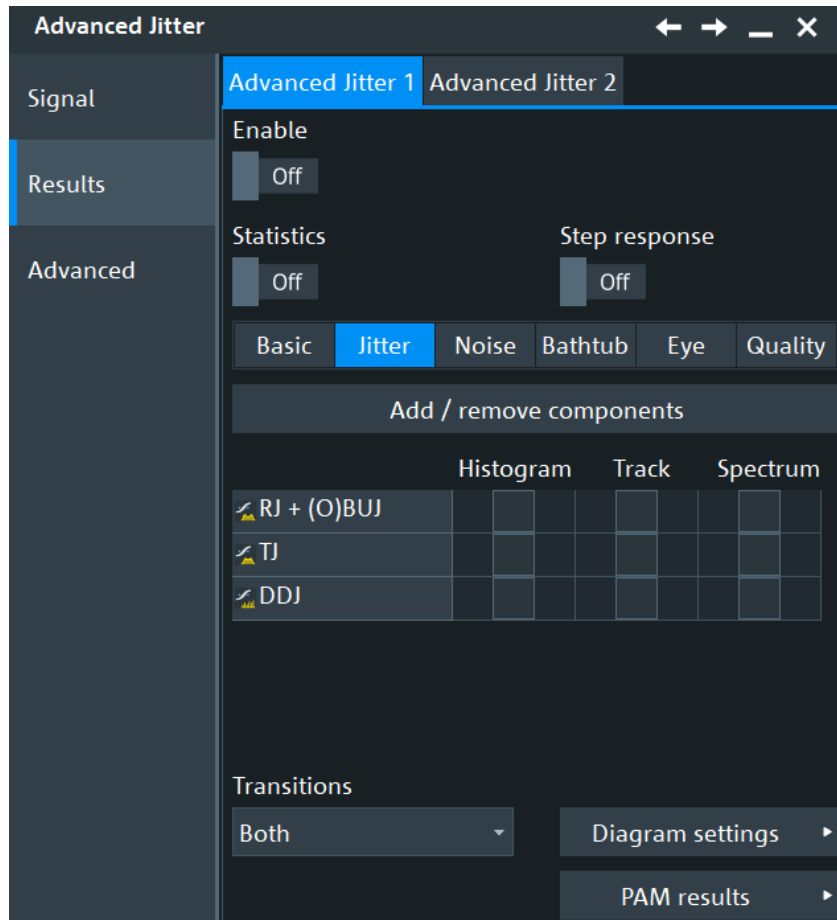 Advanced Jitter
Signal
Results
Advanced
Advanced Jitter 1 Advanced Jitter 2
Enable
Off
Statistics Step response
Off Off
Basic Jitter Noise Bathtub Eye Quality
Add / remove components
Histogram Track Spectrum
RJ + (O)BUJ
TJ
DDJ
Transitions
Both Diagram settings
PAM results